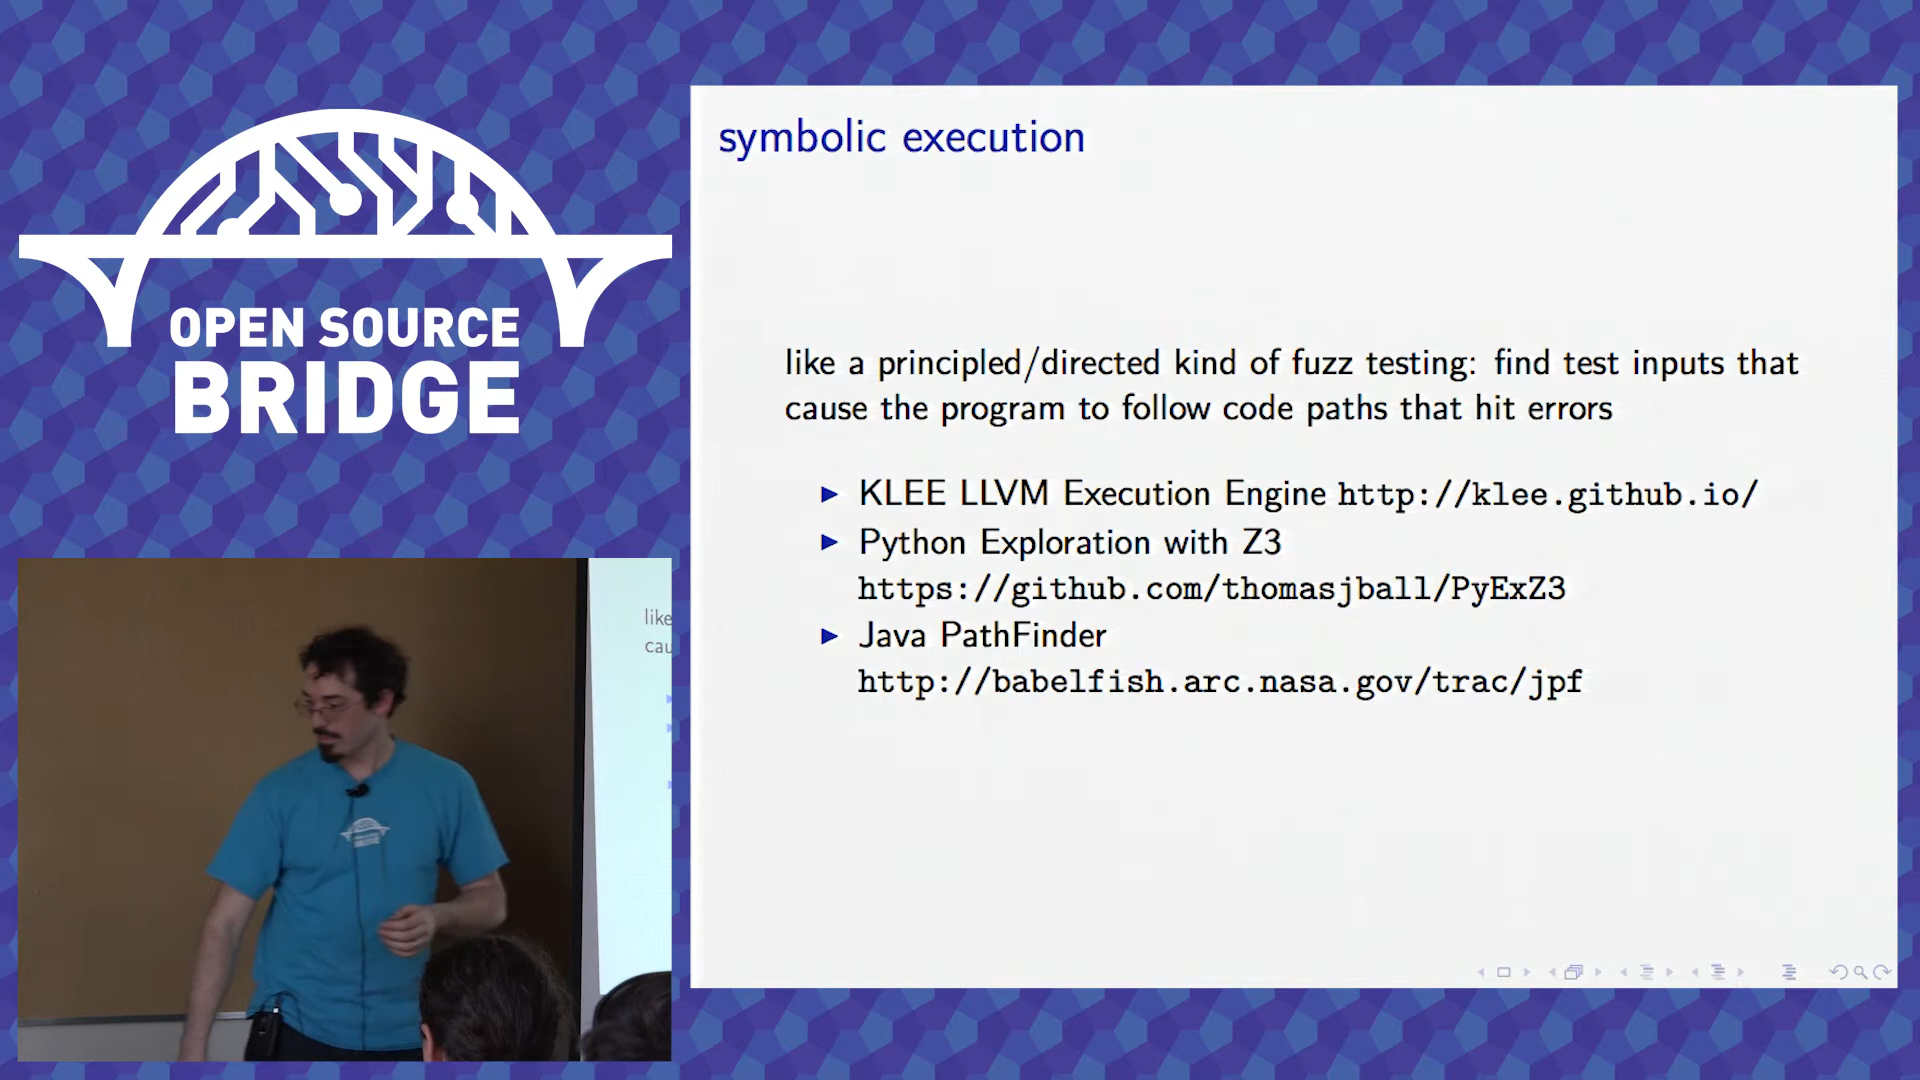 OPEN SOURCE
BRIDGE
symbolic execution
like a principled/directed kind of fuzz testing: find test inputs that
cause the program to follow code paths that hit errors
KLEE LLVM Execution Engine http://klee.github.io/
Python Exploration with Z3
https://github.com/thomasjball/PyExZ3
Java PathFinder
http://babelfish.arc.nasa.gov/trac/jpf
like
cau